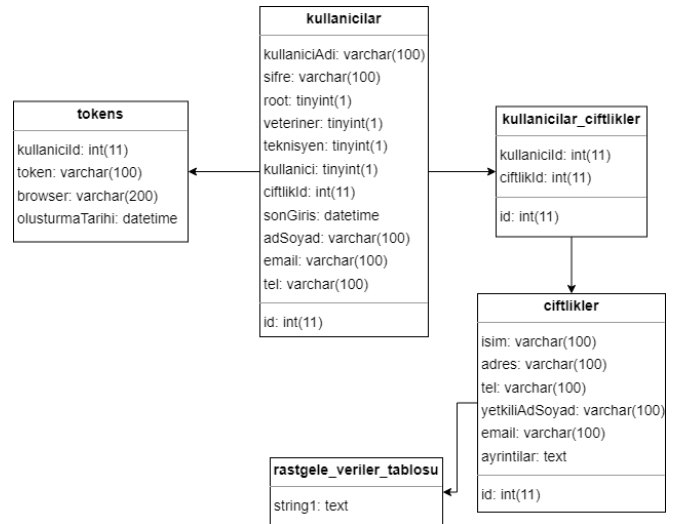 kullanicilar
kullaniciAdi: varchar(100)
sifre: varchar(100)
root: tinyint(1)
veteriner: tinyint(1)
teknisyen: tinyint(1)
kullanici: tinyint(1)
ciftlikId: int(11)
sonGiris: datetime
adSoyad: varchar(100)
email: varchar(100)
tel: varchar(100)
id: int(11)
tokens
kullaniciId: int(11)
token: varchar(100)
browser: varchar(200)
olusturmaTarihi: datetime
kullanicilar_ciftlikler
kullaniciId: int(11)
ciftlikId: int(11)
id: int(11)
ciftlikler
isim: varchar(100)
adres: varchar(100)
tel: varchar(100)
yetkiliAdSoyad: varchar(100)
email: varchar(100)
ayrintilar: text
id: int(11)
rastgele_veriler_tablosu
string1: text